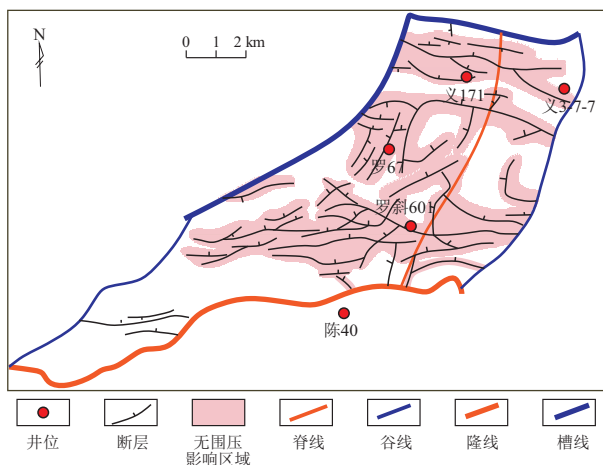 N
0 1 2 km
义171
义3-7-7
罗67
罗斜601
陈40
井位
断层
无围压
影响区域
脊线
谷线
隆线
槽线